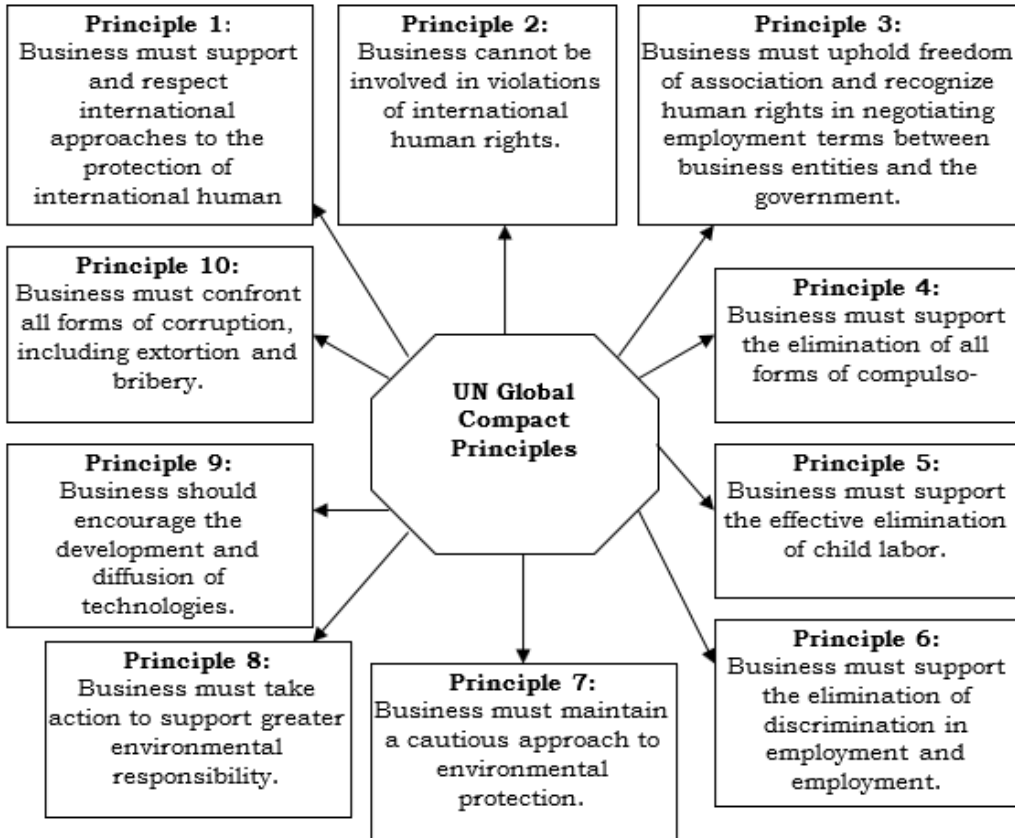 Principle 1:
Business must support
and respect
international
approaches to the
protection of
international human
Principle 2:
Business cannot be
involved in violations
of international
human rights.
Principle 3:
Business must uphold freedom
of association and recognize
human rights in negotiating
employment terms between
business entities and the
government.
Principle 10:
Business must confront
all forms of corruption,
including extortion and
bribery.
UN Global
Compact
Principles
Principle 4:
Business must support
the elimination of all
forms of compulso-
Principle 9:
Business should
encourage the
development and
diffusion of
technologies.
Principle 5:
Business must support
the effective elimination
of child labor.
Principle 8:
Business must take
action to support greater
environmental
responsibility.
Principle 7:
Business must maintain
a cautious approach to
environmental
protection.
Principle 6:
Business must support
the elimination of
discrimination in
employment and
employment.